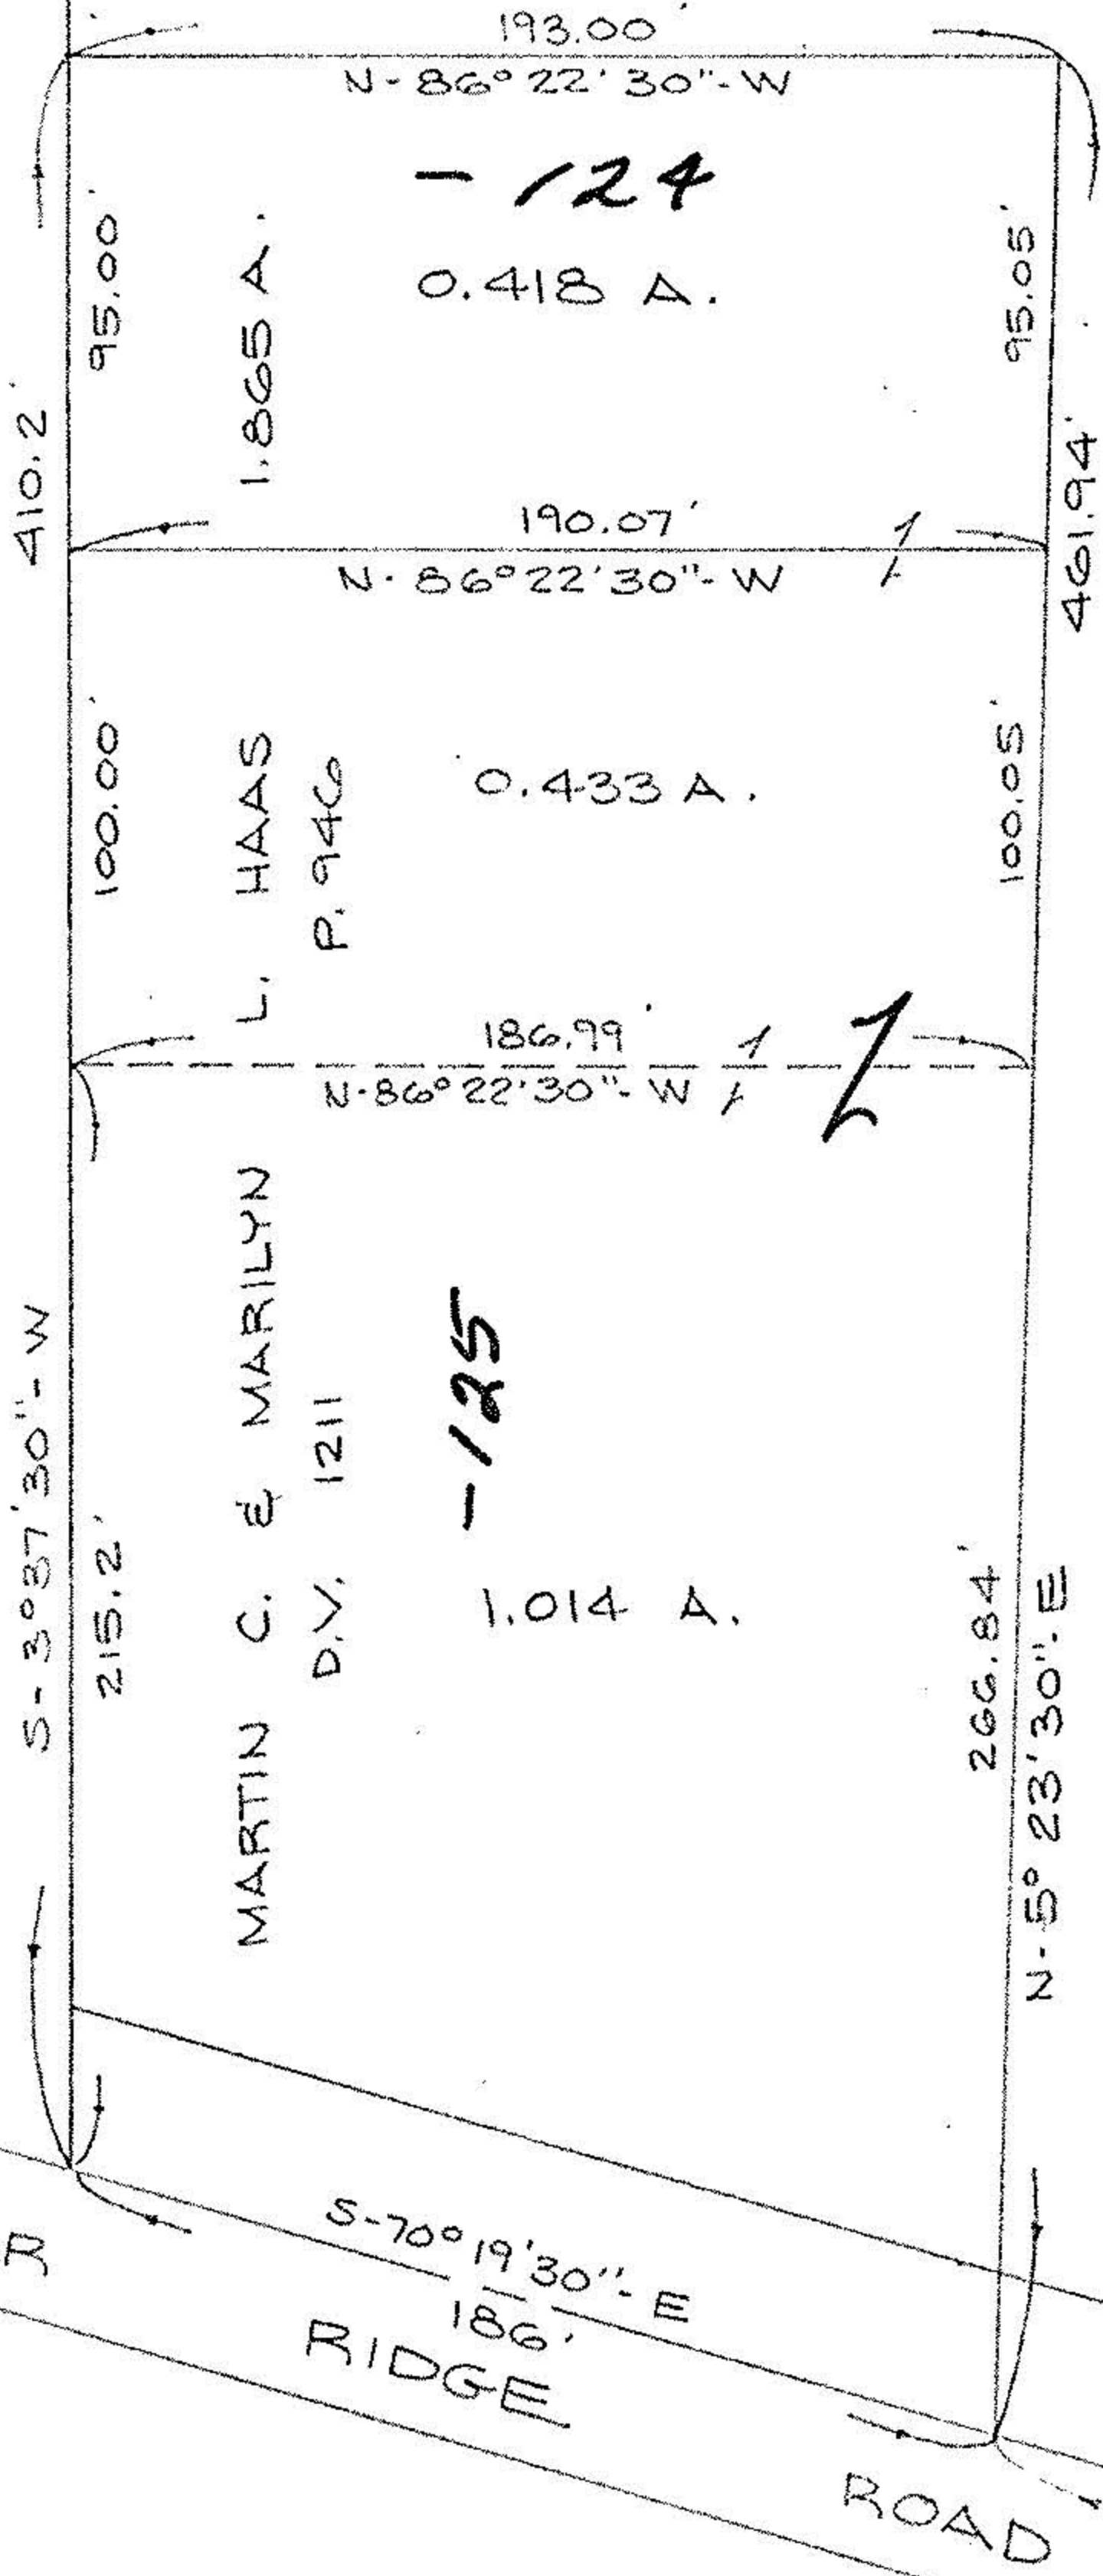 193.00'
N-86°22'30"-W
-124
0.418 A.
95.00'
1.865 A.
95.05'
410.2'
461.94'
190.07'
N-86°22'30"-W
100.00'
L. HAAS
P. 946
0.433 A.
100.05'
186.99'
N-86°22'30"-W
S-3°37'30"-W
215.2'
MARTIN C. & MARILYN
D.V. 1211
-125
1.014 A.
266.84'
N-5°23'30"-E
S-70°19'30"-E
186'
R
RIDGE
ROAD